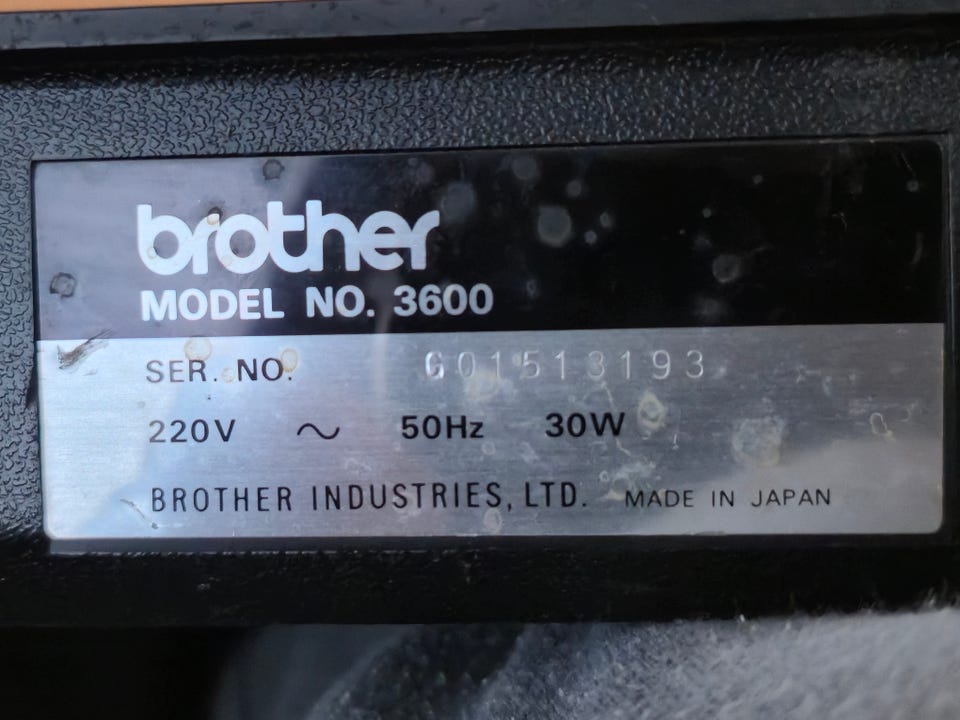 brother
MODEL NO. 3600
SER. NO. 601513193
220V ~ 50Hz 30W
BROTHER INDUSTRIES, LTD. MADE IN JAPAN